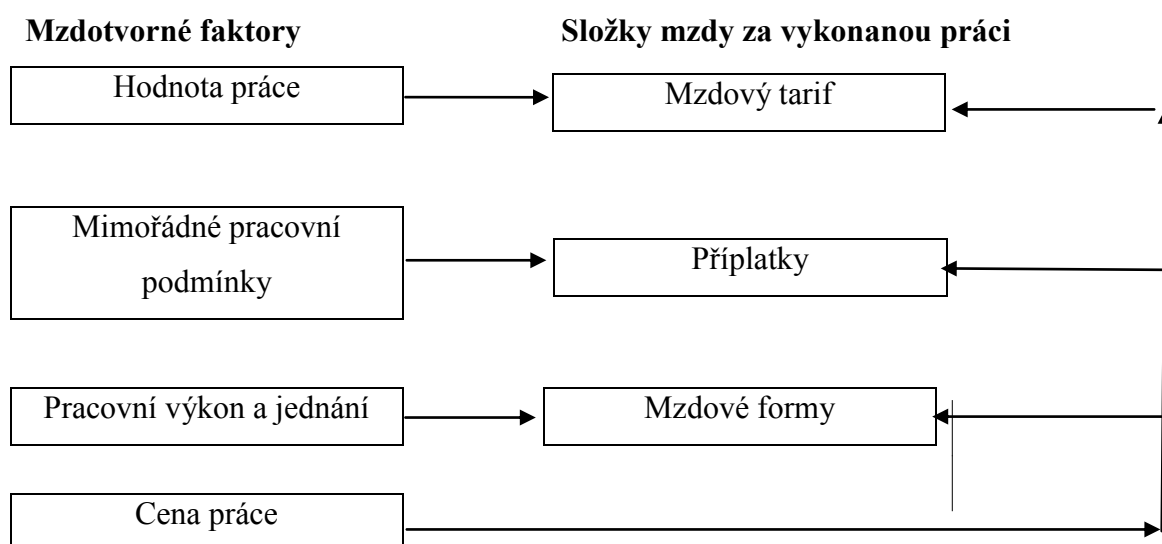 Mzdotvorné faktory
Složky mzdy za vykonanou práci
Hodnota práce
Mzdový tarif
Mimořádné pracovní
podmínky
Příplatky
Pracovní výkon a jednání
Mzdové formy
Cena práce